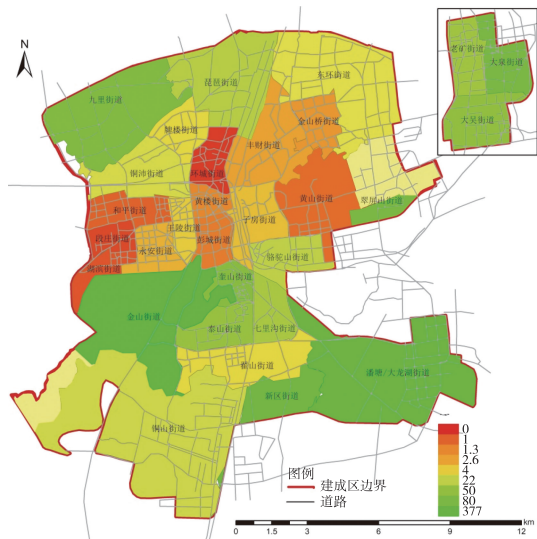 N
老矿街道
大泉街道
大吴街道
琵琶街道
东环街道
九里街道
金山桥街道
牌楼街道
丰财街道
铜沛街道
环城街道
黄楼街道
黄山街道
翠屏山街道
和平街道
子房街道
王陵街道
段庄街道
永安街道
彭城街道
骆驼山街道
湖滨街道
奎山街道
金山街道
泰山街道
七里沟街道
翟山街道
潘塘/大龙湖街道
新区街道
铜山街道
图例
建成区边界
道路
0
1
1.3
2.6
4
22
50
80
377
km
0 1.5 3 6 9 12